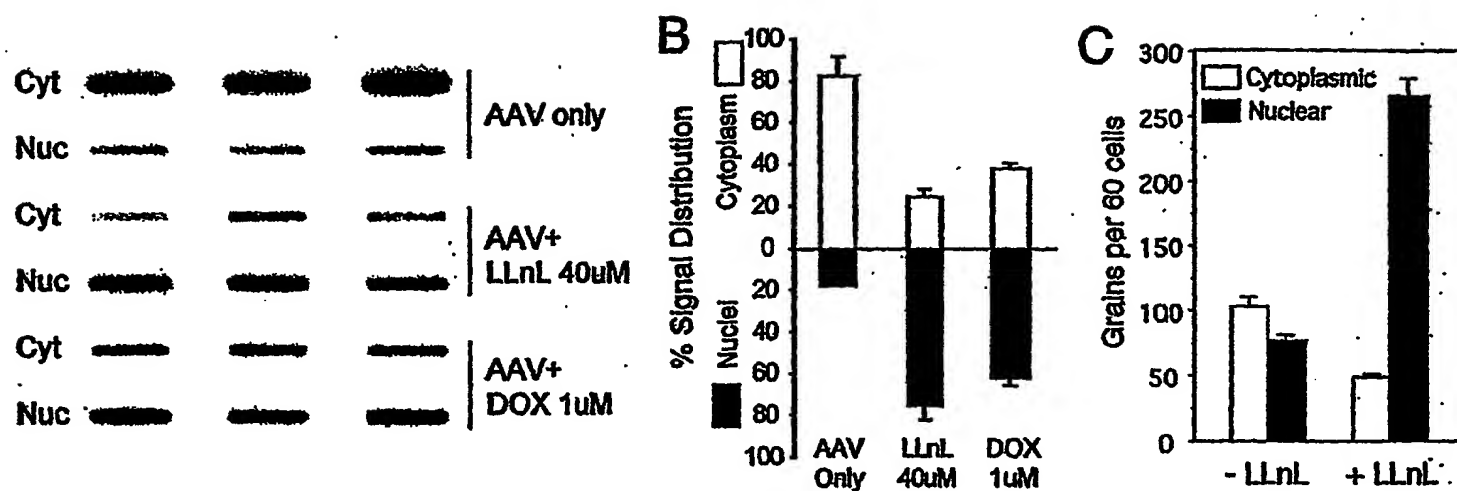 Cyt
Nuc
AAV only
Cyt
Nuc
AAV+
LLnL 40uM
Cyt
Nuc
AAV+
DOX 1uM
B
% Signal Distribution
Nuclei
Cytoplasm
100
80
60
40
20
0
20
40
60
80
100
AAV
Only
LLnL
40uM
DOX
1uM
C
Grains per 60 cells
300
250
200
150
100
50
0
Cytoplasmic
Nuclear
- LLnL
+ LLnL